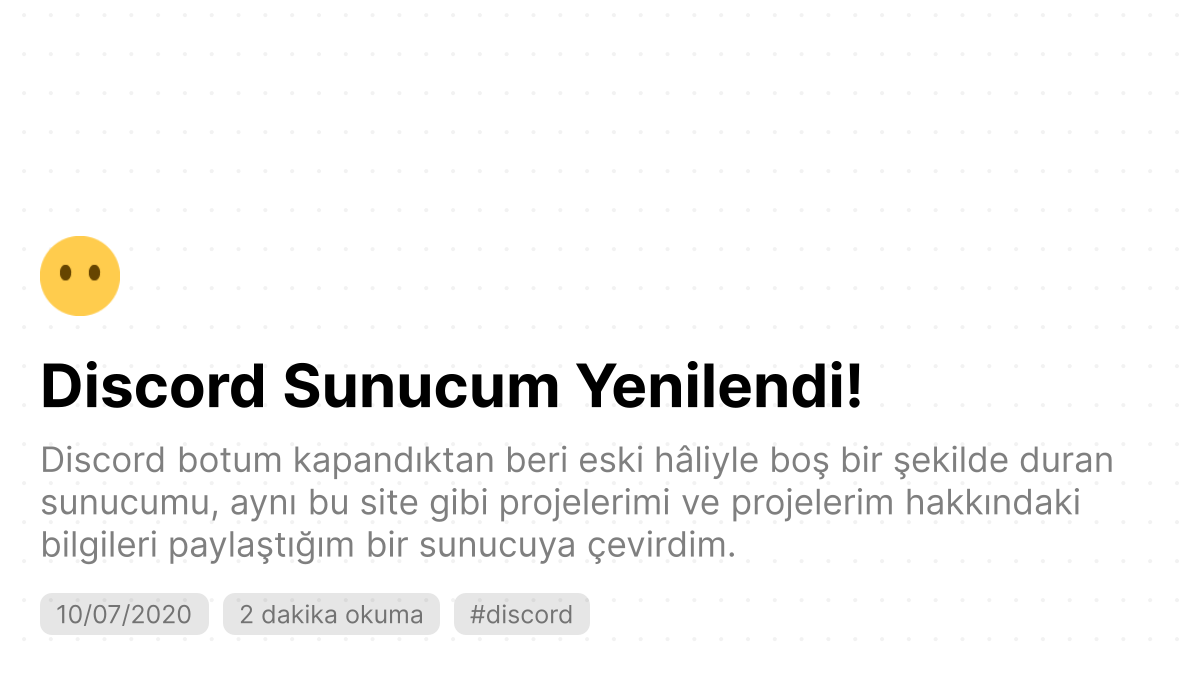 Discord Sunucum Yenilendi!
Discord botum kapandıktan beri eski hâliyle boş bir şekilde duran
sunucumu, aynı bu site gibi projelerimi ve projelerim hakkındaki
bilgileri paylaştığım bir sunucuya çevirdim.
10/07/2020 2 dakika okuma #discord